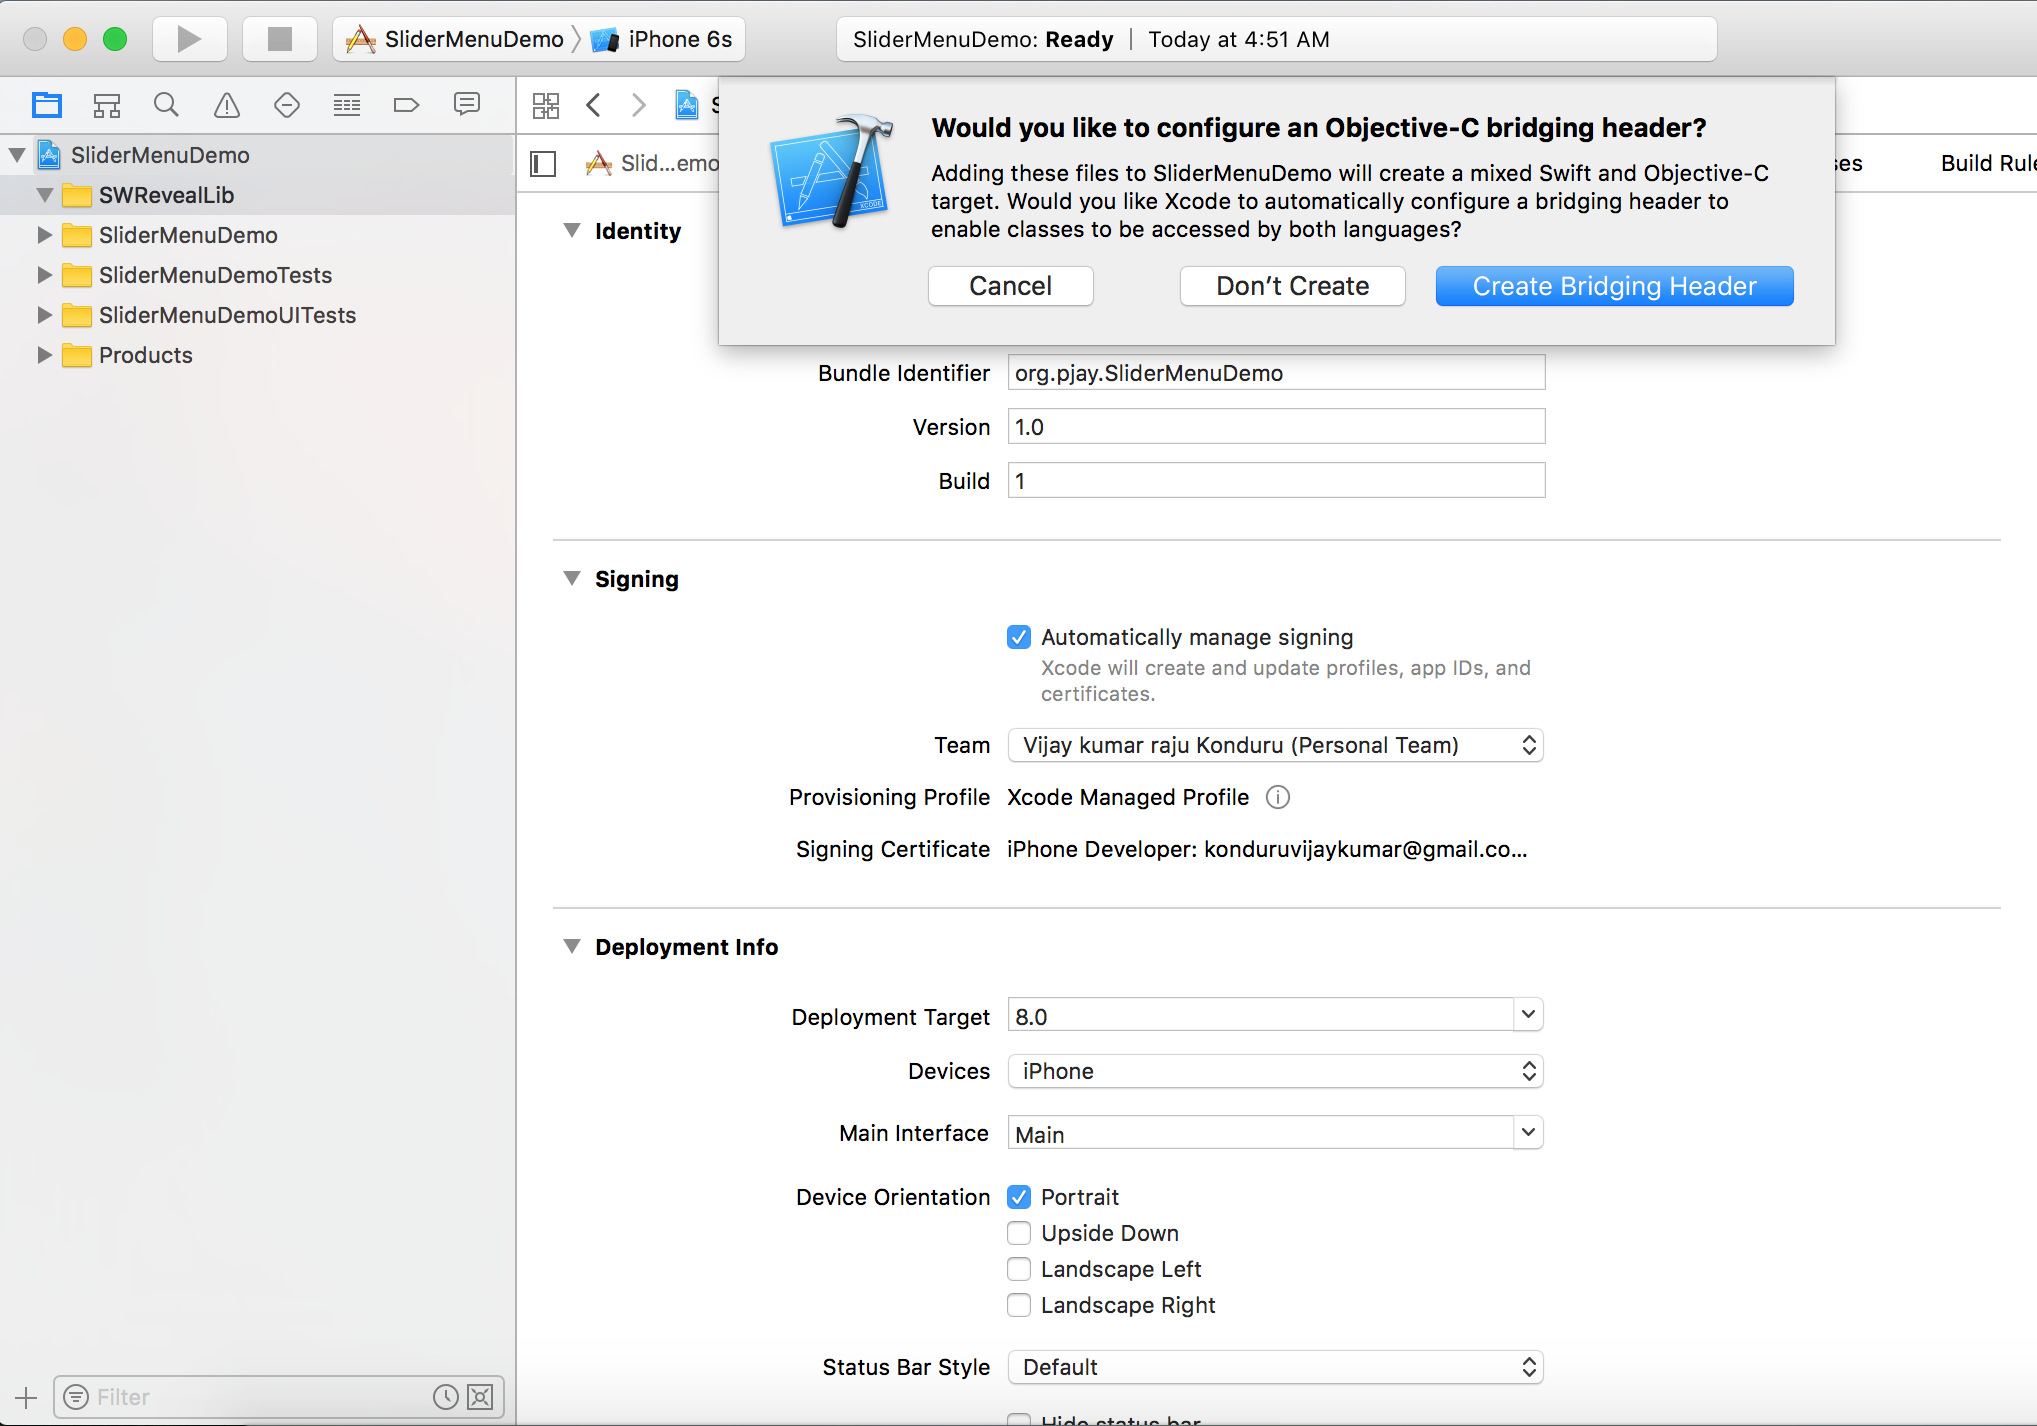 SliderMenuDemo
iPhone 6s
SliderMenuDemo: Ready
Today at 4:51 AM
SliderMenuDemo
SWRevealLib
SliderMenuDemo
SliderMenuDemoTests
SliderMenuDemoUITests
Products
Filter
S
Slid...emo
ses
Build Rule
XCODE
Would you like to configure an Objective-C bridging header?
Adding these files to SliderMenuDemo will create a mixed Swift and Objective-C
target. Would you like Xcode to automatically configure a bridging header to
enable classes to be accessed by both languages?
Cancel
Don't Create
Create Bridging Header
Identity
Bundle Identifier org.pjay.SliderMenuDemo
Version 1.0
Build 1
Signing
Automatically manage signing
Xcode will create and update profiles, app IDs, and
certificates.
Team Vijay kumar raju Konduru (Personal Team)
Provisioning Profile Xcode Managed Profile
Signing Certificate iPhone Developer: konduruvijaykumar@gmail.co...
Deployment Info
Deployment Target 8.0
Devices iPhone
Main Interface Main
Device Orientation Portrait
Upside Down
Landscape Left
Landscape Right
Status Bar Style Default
Hide status bar